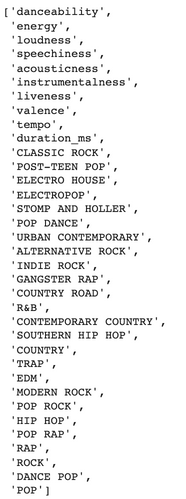 ['danceability',
'energy',
'loudness',
'speechiness',
'acousticness',
'instrumentalness',
'liveness',
'valence',
'tempo',
'duration_ms',
'CLASSIC ROCK',
'POST-TEEN POP',
'ELECTRO HOUSE',
'ELECTROPOP',
'STOMP AND HOLLER',
'POP DANCE',
'URBAN CONTEMPORARY',
'ALTERNATIVE ROCK',
'INDIE ROCK',
'GANGSTER RAP',
'COUNTRY ROAD',
'R&B',
'CONTEMPORARY COUNTRY',
'SOUTHERN HIP HOP',
'COUNTRY',
'TRAP',
'EDM',
'MODERN ROCK',
'POP ROCK',
'HIP HOP',
'POP RAP',
'RAP',
'ROCK',
'DANCE POP',
'POP']